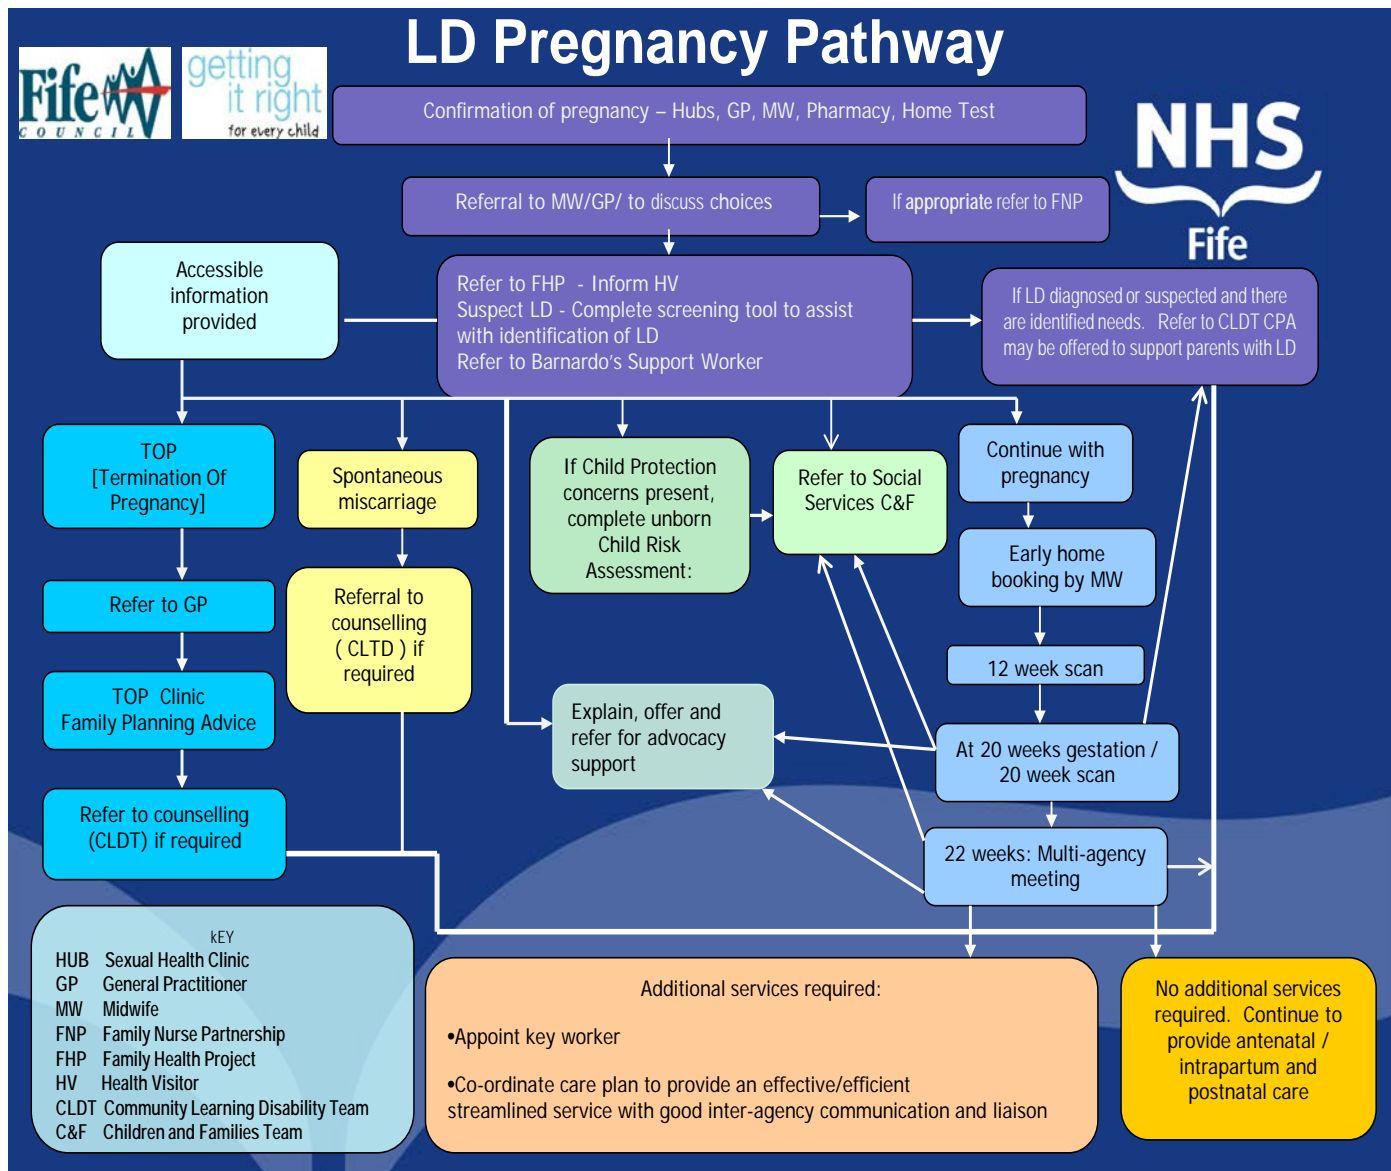 LD Pregnancy Pathway
Fife
COUNCIL
getting
it right
for every child
NHS
Fife
Confirmation of pregnancy – Hubs, GP, MW, Pharmacy, Home Test
Referral to MW/GP/ to discuss choices
If appropriate refer to FNP
Accessible
information
provided
Refer to FHP - Inform HV
Suspect LD - Complete screening tool to assist
with identification of LD
Refer to Barnardo's Support Worker
If LD diagnosed or suspected and there
are identified needs. Refer to CLDT CPA
may be offered to support parents with LD
TOP
[Termination Of
Pregnancy]
Spontaneous
miscarriage
If Child Protection
concerns present,
complete unborn
Child Risk
Assessment:
Refer to Social
Services C&F
Continue with
pregnancy
Early home
booking by MW
Refer to GP
Referral to
counselling
( CLTD ) if
required
12 week scan
TOP Clinic
Family Planning Advice
Explain, offer and
refer for advocacy
support
At 20 weeks gestation /
20 week scan
Refer to counselling
(CLDT) if required
22 weeks: Multi-agency
meeting
kEY
HUB Sexual Health Clinic
GP General Practitioner
MW Midwife
FNP Family Nurse Partnership
FHP Family Health Project
HV Health Visitor
CLDT Community Learning Disability Team
C&F Children and Families Team
Additional services required:
•Appoint key worker
•Co-ordinate care plan to provide an effective/efficient
streamlined service with good inter-agency communication and liaison
No additional services
required. Continue to
provide antenatal /
intrapartum and
postnatal care